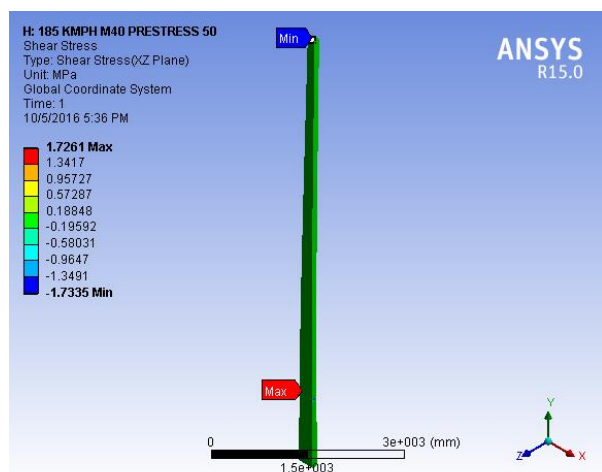 H: 185 KMPH M40 PRESTRESS 50
Shear Stress
Type: Shear Stress(XZ Plane)
Unit: MPa
Global Coordinate System
Time: 1
10/5/2016 5:36 PM
1.7261 Max
1.3417
0.95727
0.57287
0.18848
-0.19592
-0.58031
-0.9647
-1.3491
-1.7335 Min
Min
ANSYS
R15.0
Max
0
3e+003 (mm)
1.5e+003
Y
Z
X